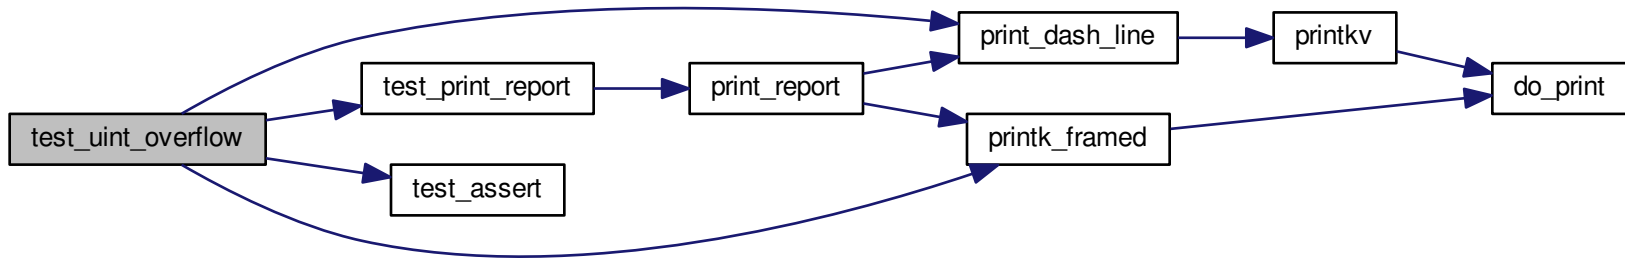 test_uint_overflow
test_print_report
test_assert
print_report
print_dash_line
printk_framed
printkv
do_print